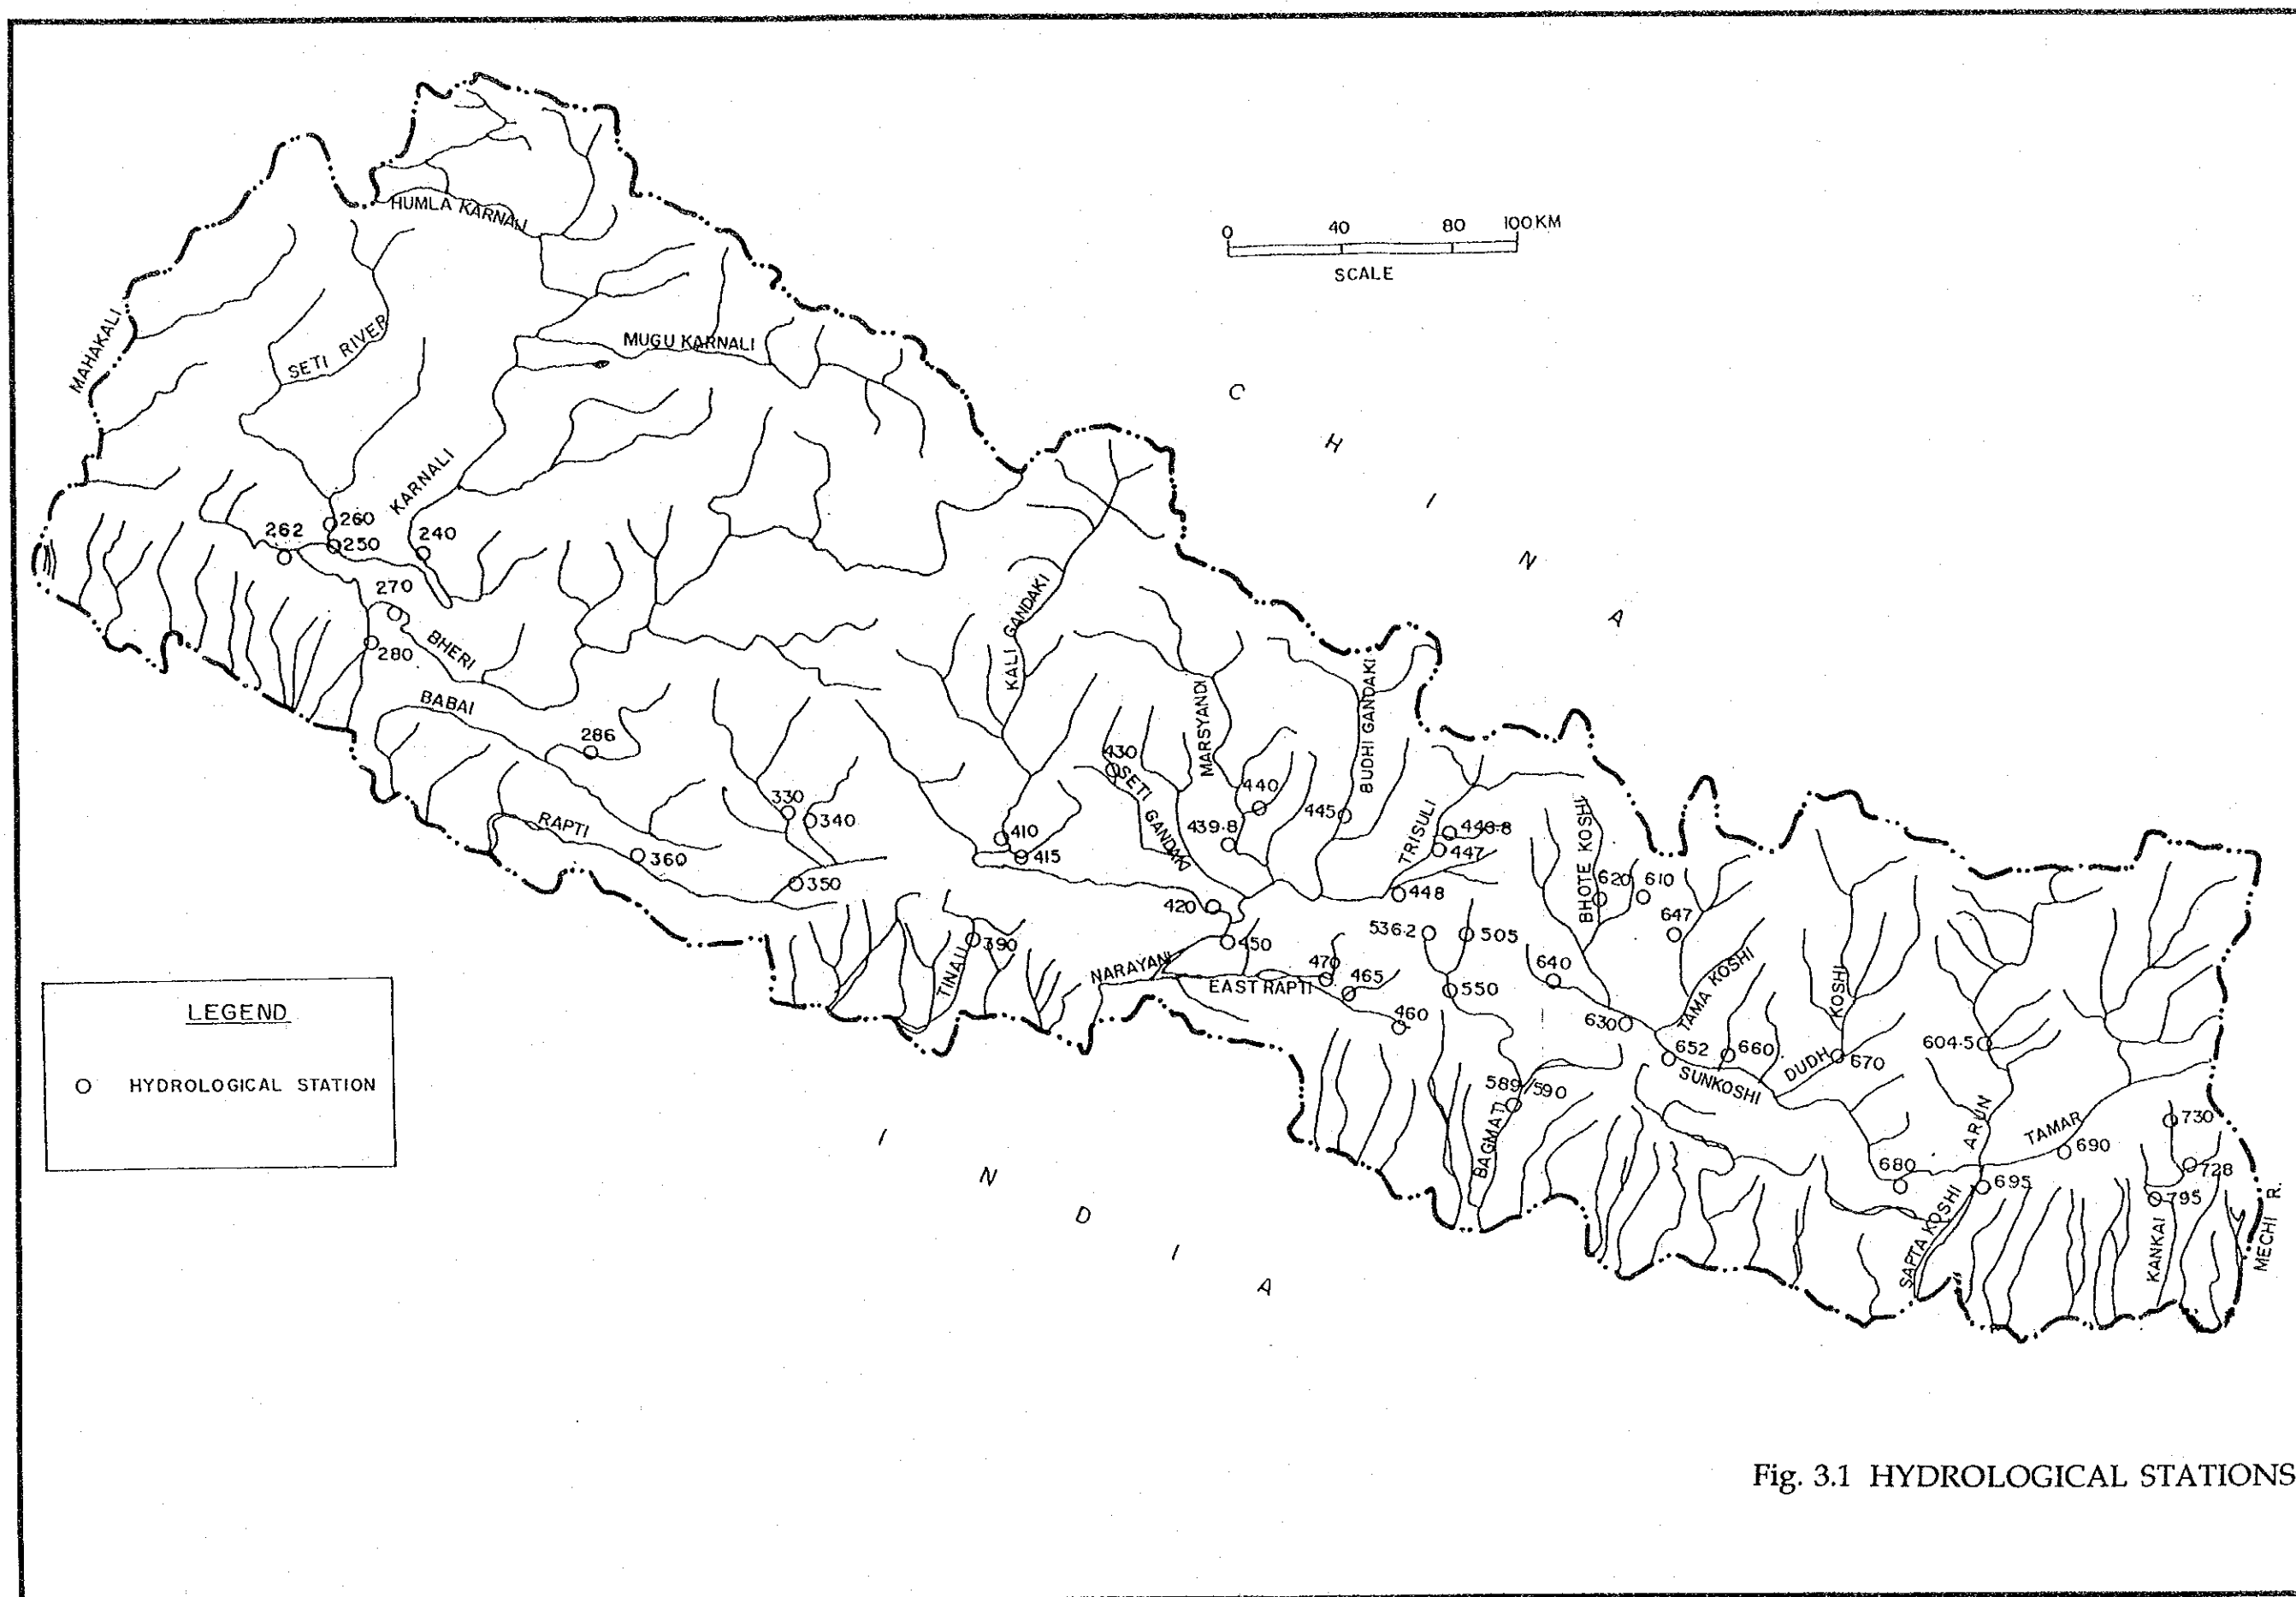 HUMLA KARNALI
0 40 80 100 KM
SCALE
MAHAKALI
SETI RIVER
MUGU KARNALI
C H I N A
KARNALI
260
262
250
240
270
BHERI
280
BABAI
KALI GANDAKI
286
MARSYANDI
BUDHI GANDAKI
430
SETI GANDAKI
440
445
439.8
330
340
RAPTI
360
350
410
415
TRISULI
446.8
447
448
BHOTE KOSHI
620
610
647
420
450
390
TINAU
NARAYANI
EAST RAPTI
470
465
460
536.2
505
550
640
630
TAMA KOSHI
652
660
SUNKOSHI
DUDH KOSHI
670
604.5
589/590
BAGMATI
ARUN
TAMAR
690
680
695
SAPTA KOSHI
730
728
795
KANKAI
MECHI R.
LEGEND
HYDROLOGICAL STATION
I N D I A
Fig. 3.1 HYDROLOGICAL STATIONS